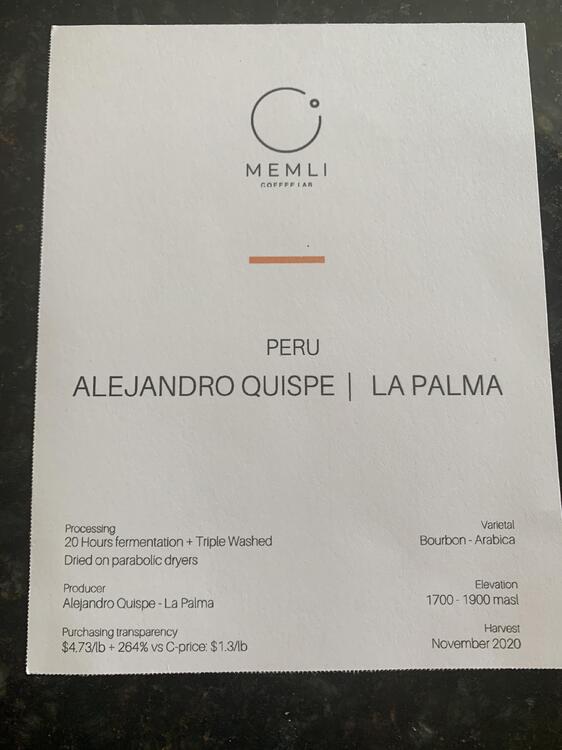 MEMLI
COFFEE LAB
PERU
ALEJANDRO QUISPE | LA PALMA
Processing
20 Hours fermentation + Triple Washed
Dried on parabolic dryers
Producer
Alejandro Quispe - La Palma
Purchasing transparency
$4.73/lb + 264% vs C-price: $1.3/lb
Varietal
Bourbon - Arabica
Elevation
1700 - 1900 masl
Harvest
November 2020